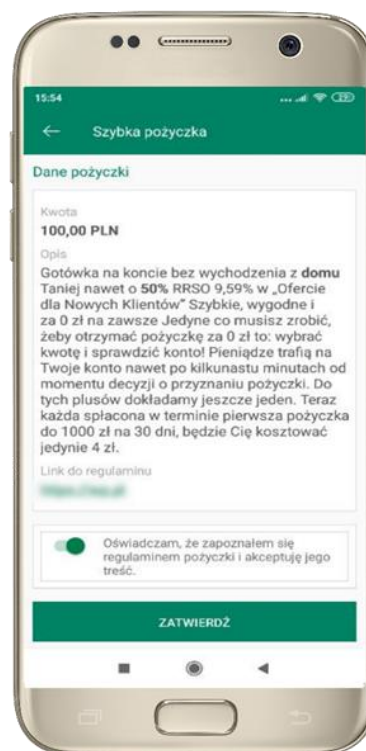 15:54
Szybka pożyczka
Dane pożyczki
Kwota
100,00 PLN
Opis
Gotówka na koncie bez wychodzenia z domu
Taniej nawet o 50% RRSO 9,59% w „Ofercie
dla Nowych Klientów" Szybkie, wygodne i
za 0 zł na zawsze Jedyne co musisz zrobić,
żeby otrzymać pożyczkę za 0 zł to: wybrać
kwotę i sprawdzić konto! Pieniądze trafią na
Twoje konto nawet po kilkunastu minutach od
momentu decyzji o przyznaniu pożyczki. Do
tych plusów dokładamy jeszcze jeden. Teraz
każda spłacona w terminie pierwsza pożyczka
do 1000 zł na 30 dni, będzie Cię kosztować
jedynie 4 zł.
Link do regulaminu
Oświadczam, że zapoznałem się
regulaminem pożyczki i akceptuję jego
treść.
ZATWIERDŹ